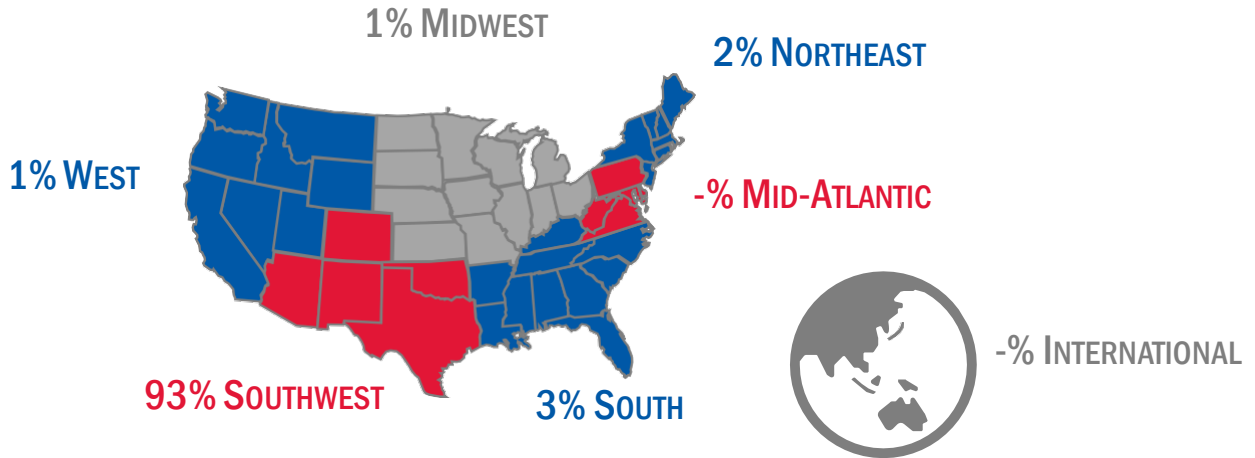 1% MIDWEST
2% NORTHEAST
1% WEST
-% MID-ATLANTIC
-% INTERNATIONAL
93% SOUTHWEST
3% SOUTH